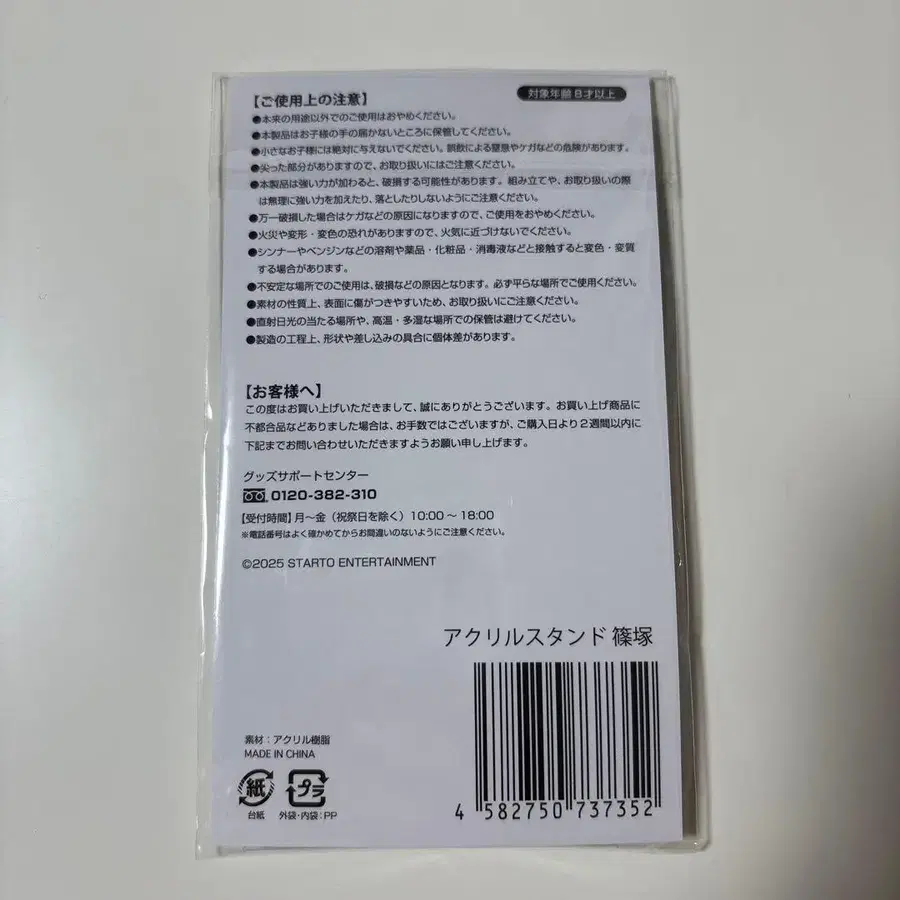 【ご使用上の注意】
対象年齢8才以上
●本来の用途以外でのご使用はおやめください。
●本製品はお子様の手の届かないところに保管してください。
●小さなお子様には絶対に与えないでください。誤飲による窒息やケガなどの危険があります。
●尖った部分がありますので、お取り扱いにはご注意ください。
●本製品は強い力が加わると、破損する可能性があります。組み立てや、お取り扱いの際
は無理に強い力を加えたり、落としたりしないようにご注意ください。
●万一破損した場合はケガなどの原因になりますので、ご使用をおやめください。
●火災や変形・変色の恐れがありますので、火気に近づけないでください。
●シンナーやベンジンなどの溶剤や薬品・化粧品・消毒液などと接触すると変色・変質
する場合があります。
●不安定な場所でのご使用は、破損などの原因となります。必ず平らな場所でご使用ください。
●素材の性質上、表面に傷がつきやすいため、お取り扱いにご注意ください。
●直射日光の当たる場所や、高温・多湿な場所での保管は避けてください。
●製造の工程上、形状や差し込みの具合に個体差があります。
【お客様へ】
この度はお買い上げいただきまして、誠にありがとうございます。お買い上げ商品に
不都合品などありました場合は、お手数ではございますが、ご購入日より2週間以内に
下記までお問い合わせいただきますようお願い申し上げます。
グッズサポートセンター
0120-382-310
【受付時間】月〜金（祝祭日を除く）10:00〜18:00
※電話番号はよく確かめてからお間違いのないようにご注意ください。
©2025 STARTO ENTERTAINMENT
アクリルスタンド 篠塚
素材：アクリル樹脂
MADE IN CHINA
紙
プラ
台紙
外袋・内袋：PP
4 582750 737352